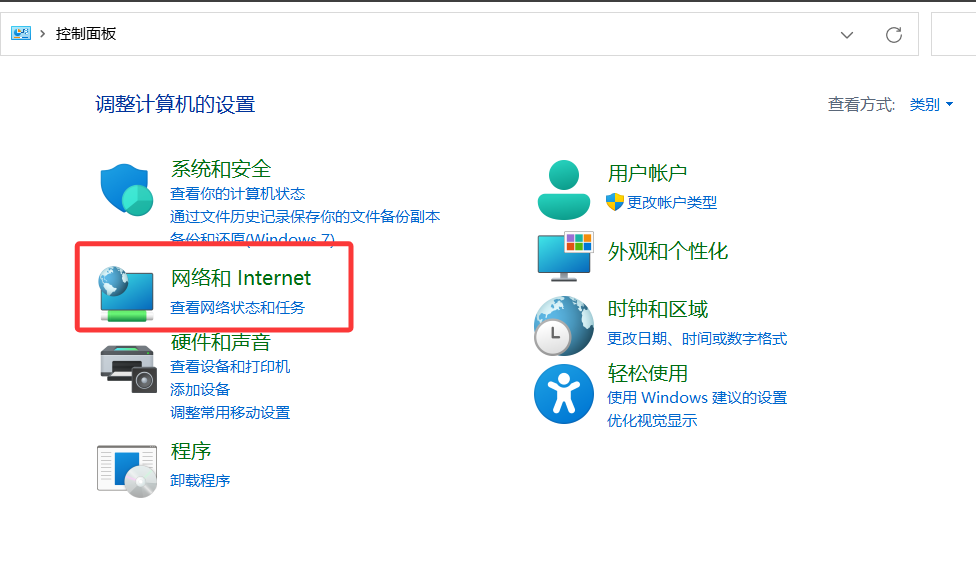 控制面板
调整计算机的设置
查看方式: 类别
系统和安全
查看你的计算机状态
通过文件历史记录保存你的文件备份副本
备份和还原(Windows 7)
网络和 Internet
查看网络状态和任务
硬件和声音
查看设备和打印机
添加设备
调整常用移动设置
程序
卸载程序
用户帐户
更改帐户类型
外观和个性化
时钟和区域
更改日期、时间或数字格式
轻松使用
使用 Windows 建议的设置
优化视觉显示